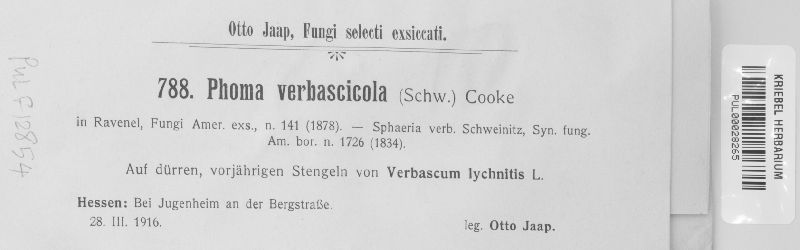 Otto Jaap, Fungi selecti exsiccati.
788. Phoma verbascicola (Schw.) Cooke
in Ravenel, Fungi Amer. exs., n. 141 (1878). — Sphaeria verb. Schweinitz, Syn. fung.
Am. bor. n. 1726 (1834).
Auf dürren, vorjährigen Stengeln von Verbascum lychnitis L.
Hessen: Bei Jugenheim an der Bergstraße.
28. III. 1916. leg. Otto Jaap.
PUL F12854
KRIEBEL HERBARIUM
PUL00028265